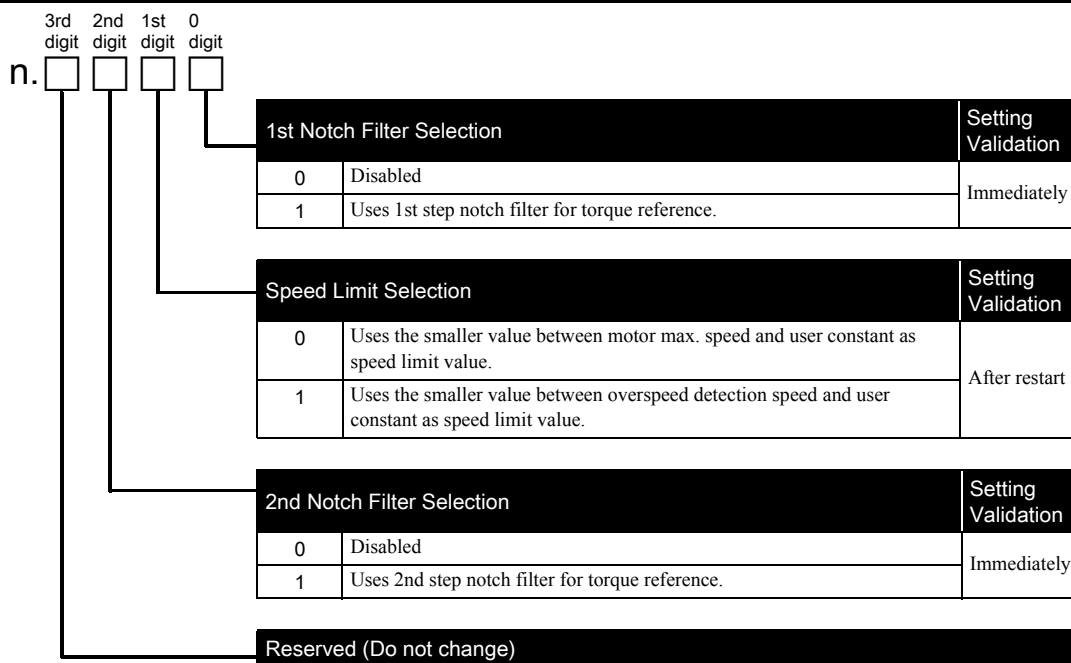 3rd digit 2nd digit 1st digit 0 digit
n.
1st Notch Filter Selection
Setting Validation
0 Disabled
1 Uses 1st step notch filter for torque reference.
Immediately
Speed Limit Selection
Setting Validation
0 Uses the smaller value between motor max. speed and user constant as
speed limit value.
1 Uses the smaller value between overspeed detection speed and user
constant as speed limit value.
After restart
2nd Notch Filter Selection
Setting Validation
0 Disabled
1 Uses 2nd step notch filter for torque reference.
Immediately
Reserved (Do not change)